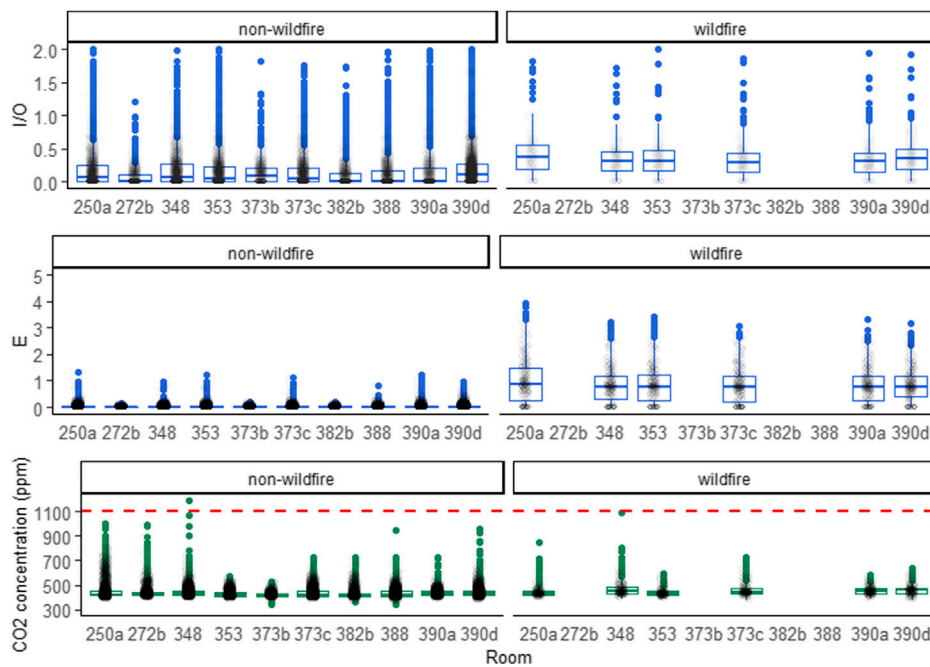 non-wildfire wildfire
I/O
2.0
1.5
1.0
0.5
0.0
250a 272b 348 353 373b 373c 382b 388 390a 390d 250a 272b 348 353 373b 373c 382b 388 390a 390d
non-wildfire wildfire
E
5
4
3
2
1
0
250a 272b 348 353 373b 373c 382b 388 390a 390d 250a 272b 348 353 373b 373c 382b 388 390a 390d
non-wildfire wildfire
CO2 concentration (ppm)
1100
900
700
500
300
250a 272b 348 353 373b 373c 382b 388 390a 390d 250a 272b 348 353 373b 373c 382b 388 390a 390d
Room